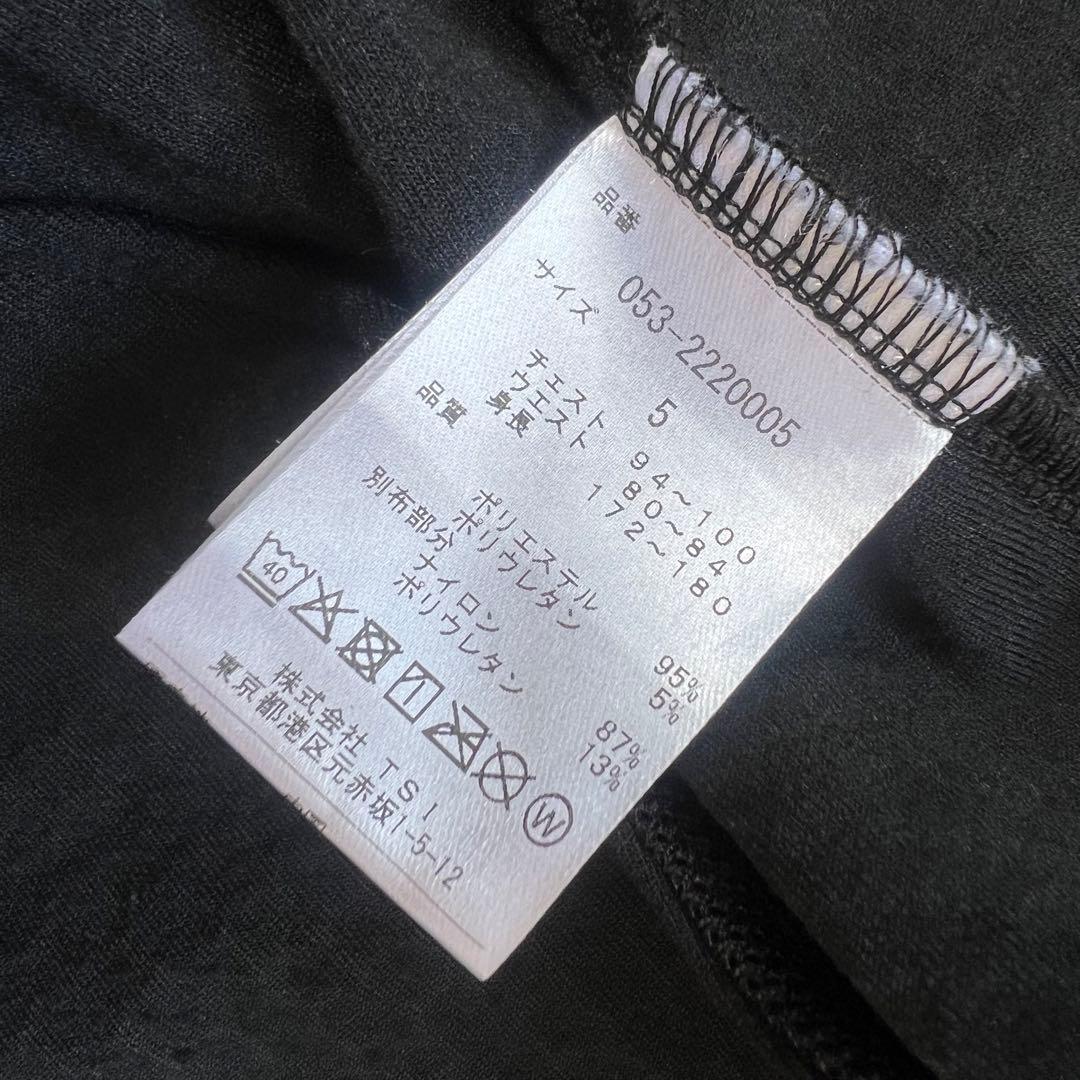 品番 053-2220005
サイズ 5
チェスト 94～100
ウエスト 80～84
身長 172～180
品質
ポリエステル 95%
ポリウレタン 5%
別布部分
ナイロン 87%
ポリウレタン 13%
40
W
株式会社 TSI
東京都港区元赤坂1-5-12